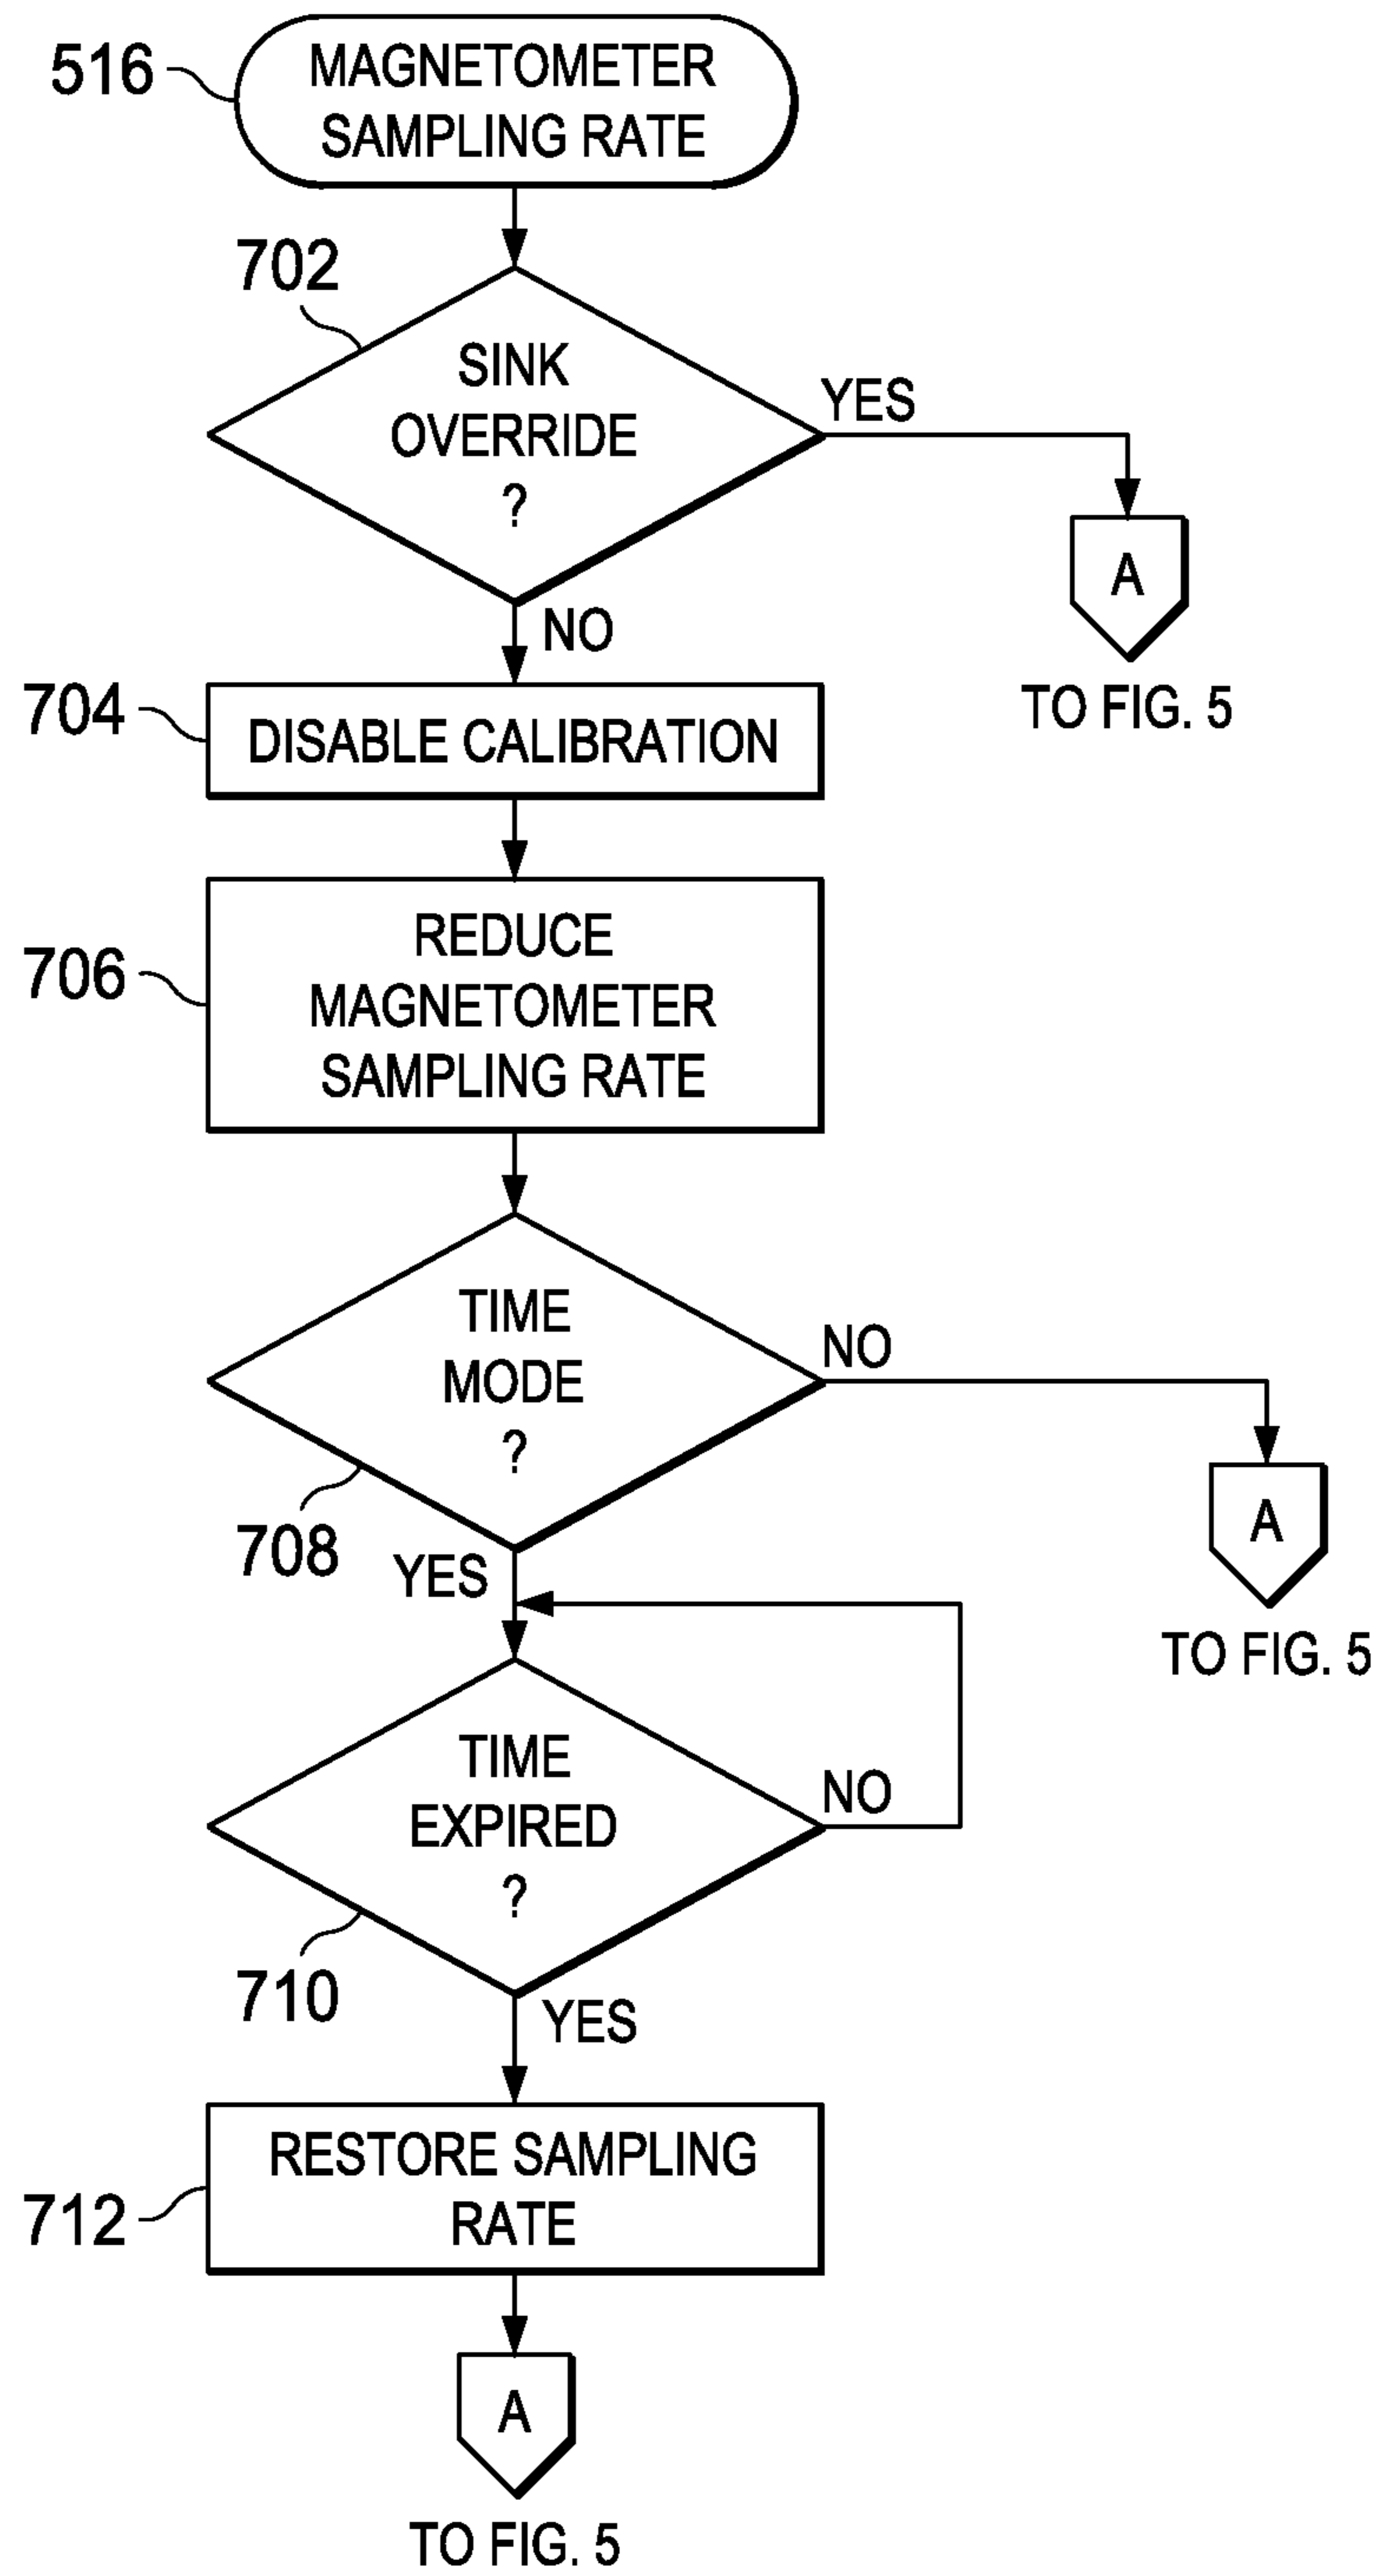 516
MAGNETOMETER
SAMPLING RATE
702
SINK
OVERRIDE
?
YES
A
TO FIG. 5
NO
704
DISABLE CALIBRATION
706
REDUCE
MAGNETOMETER
SAMPLING RATE
TIME
MODE
?
NO
A
TO FIG. 5
708
YES
TIME
EXPIRED
?
NO
710
YES
712
RESTORE SAMPLING
RATE
A
TO FIG. 5